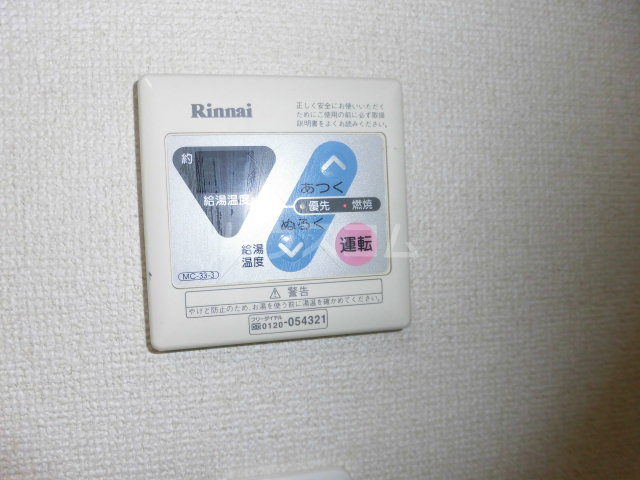 Rinnai
正しく安全にお使いいただく
ためにご使用の前に必ず取扱
説明書をよくお読みください。
約
給湯温度
あつく
優先 燃焼
ぬるく
給湯
温度
運転
MC-33-3
⚠ 警告
やけど防止のため、お湯を使う前に湯温を確かめてください。
フリーダイヤル
0120-054321